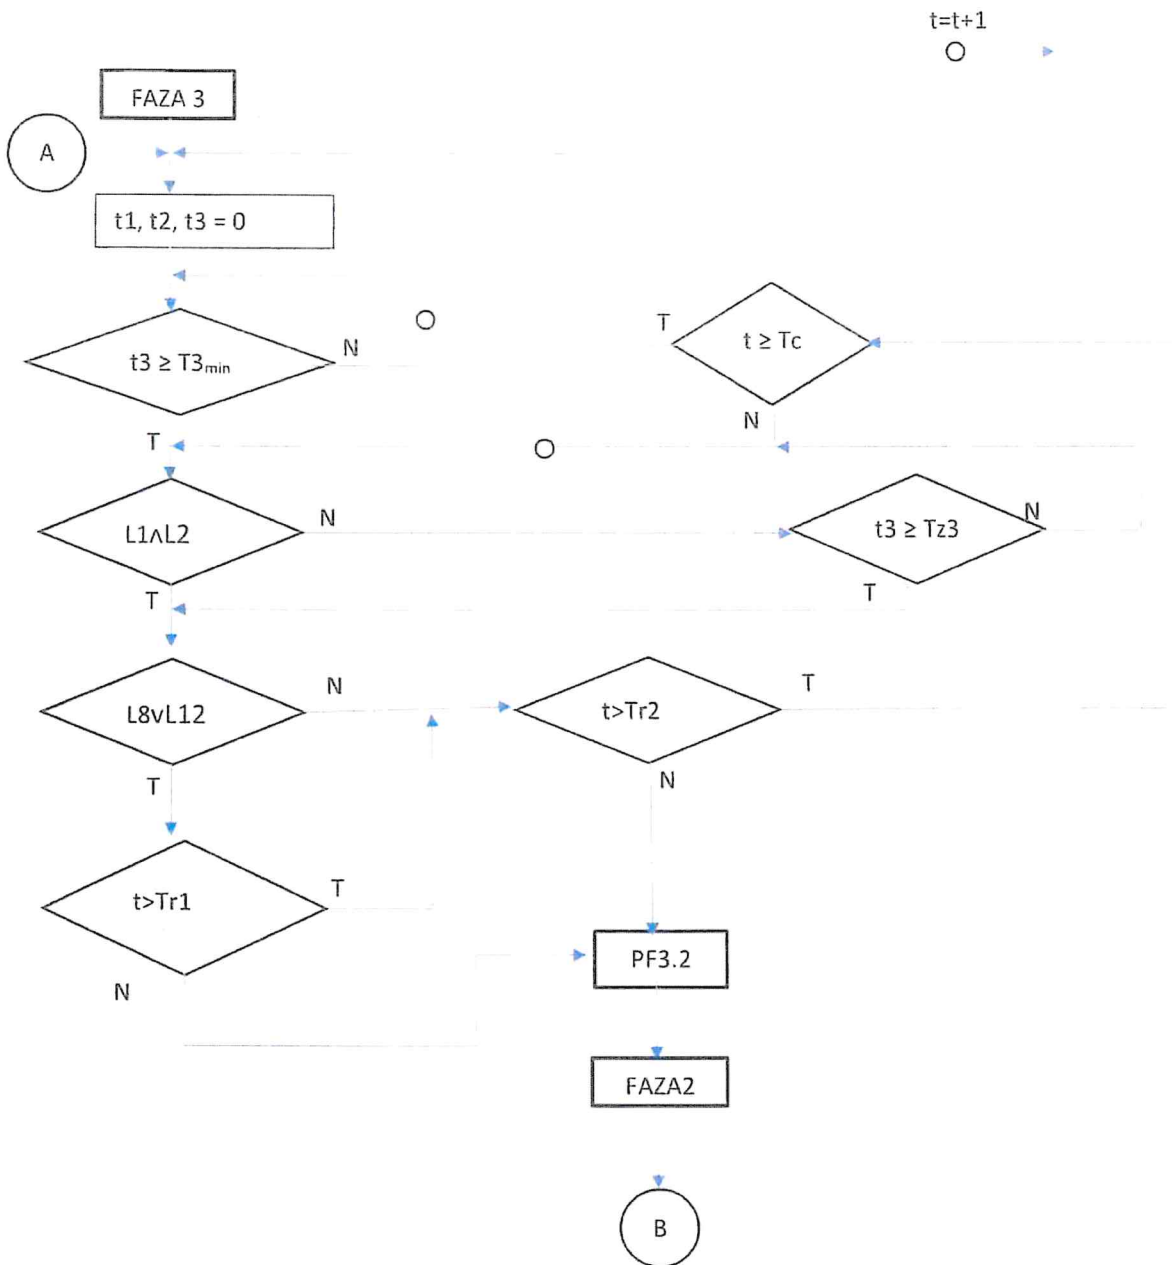 t=t+1
FAZA 3
A
t1, t2, t3 = 0
t3 ≥ T3min
N
T
t ≥ Tc
N
T
L1∧L2
N
t3 ≥ Tz3
N
T
T
L8vL12
N
t>Tr2
T
T
N
t>Tr1
T
PF3.2
N
FAZA2
B